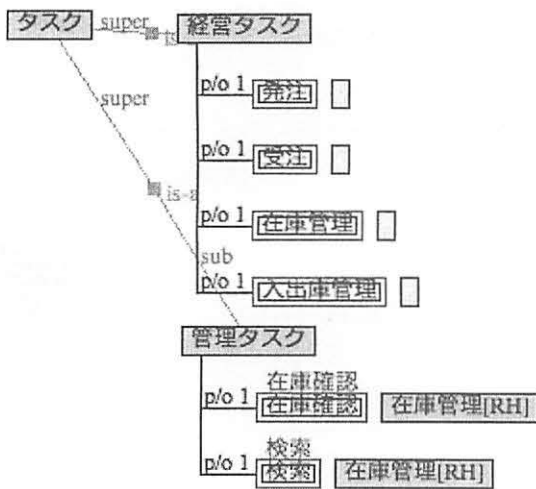 タスク super is 経営タスク
p/o 1 発注
super
p/o 1 受注
is-a
p/o 1 在庫管理
sub
p/o 1 入出庫管理
管理タスク
在庫確認
p/o 1 在庫確認 在庫管理[RH]
検索
p/o 1 検索 在庫管理[RH]